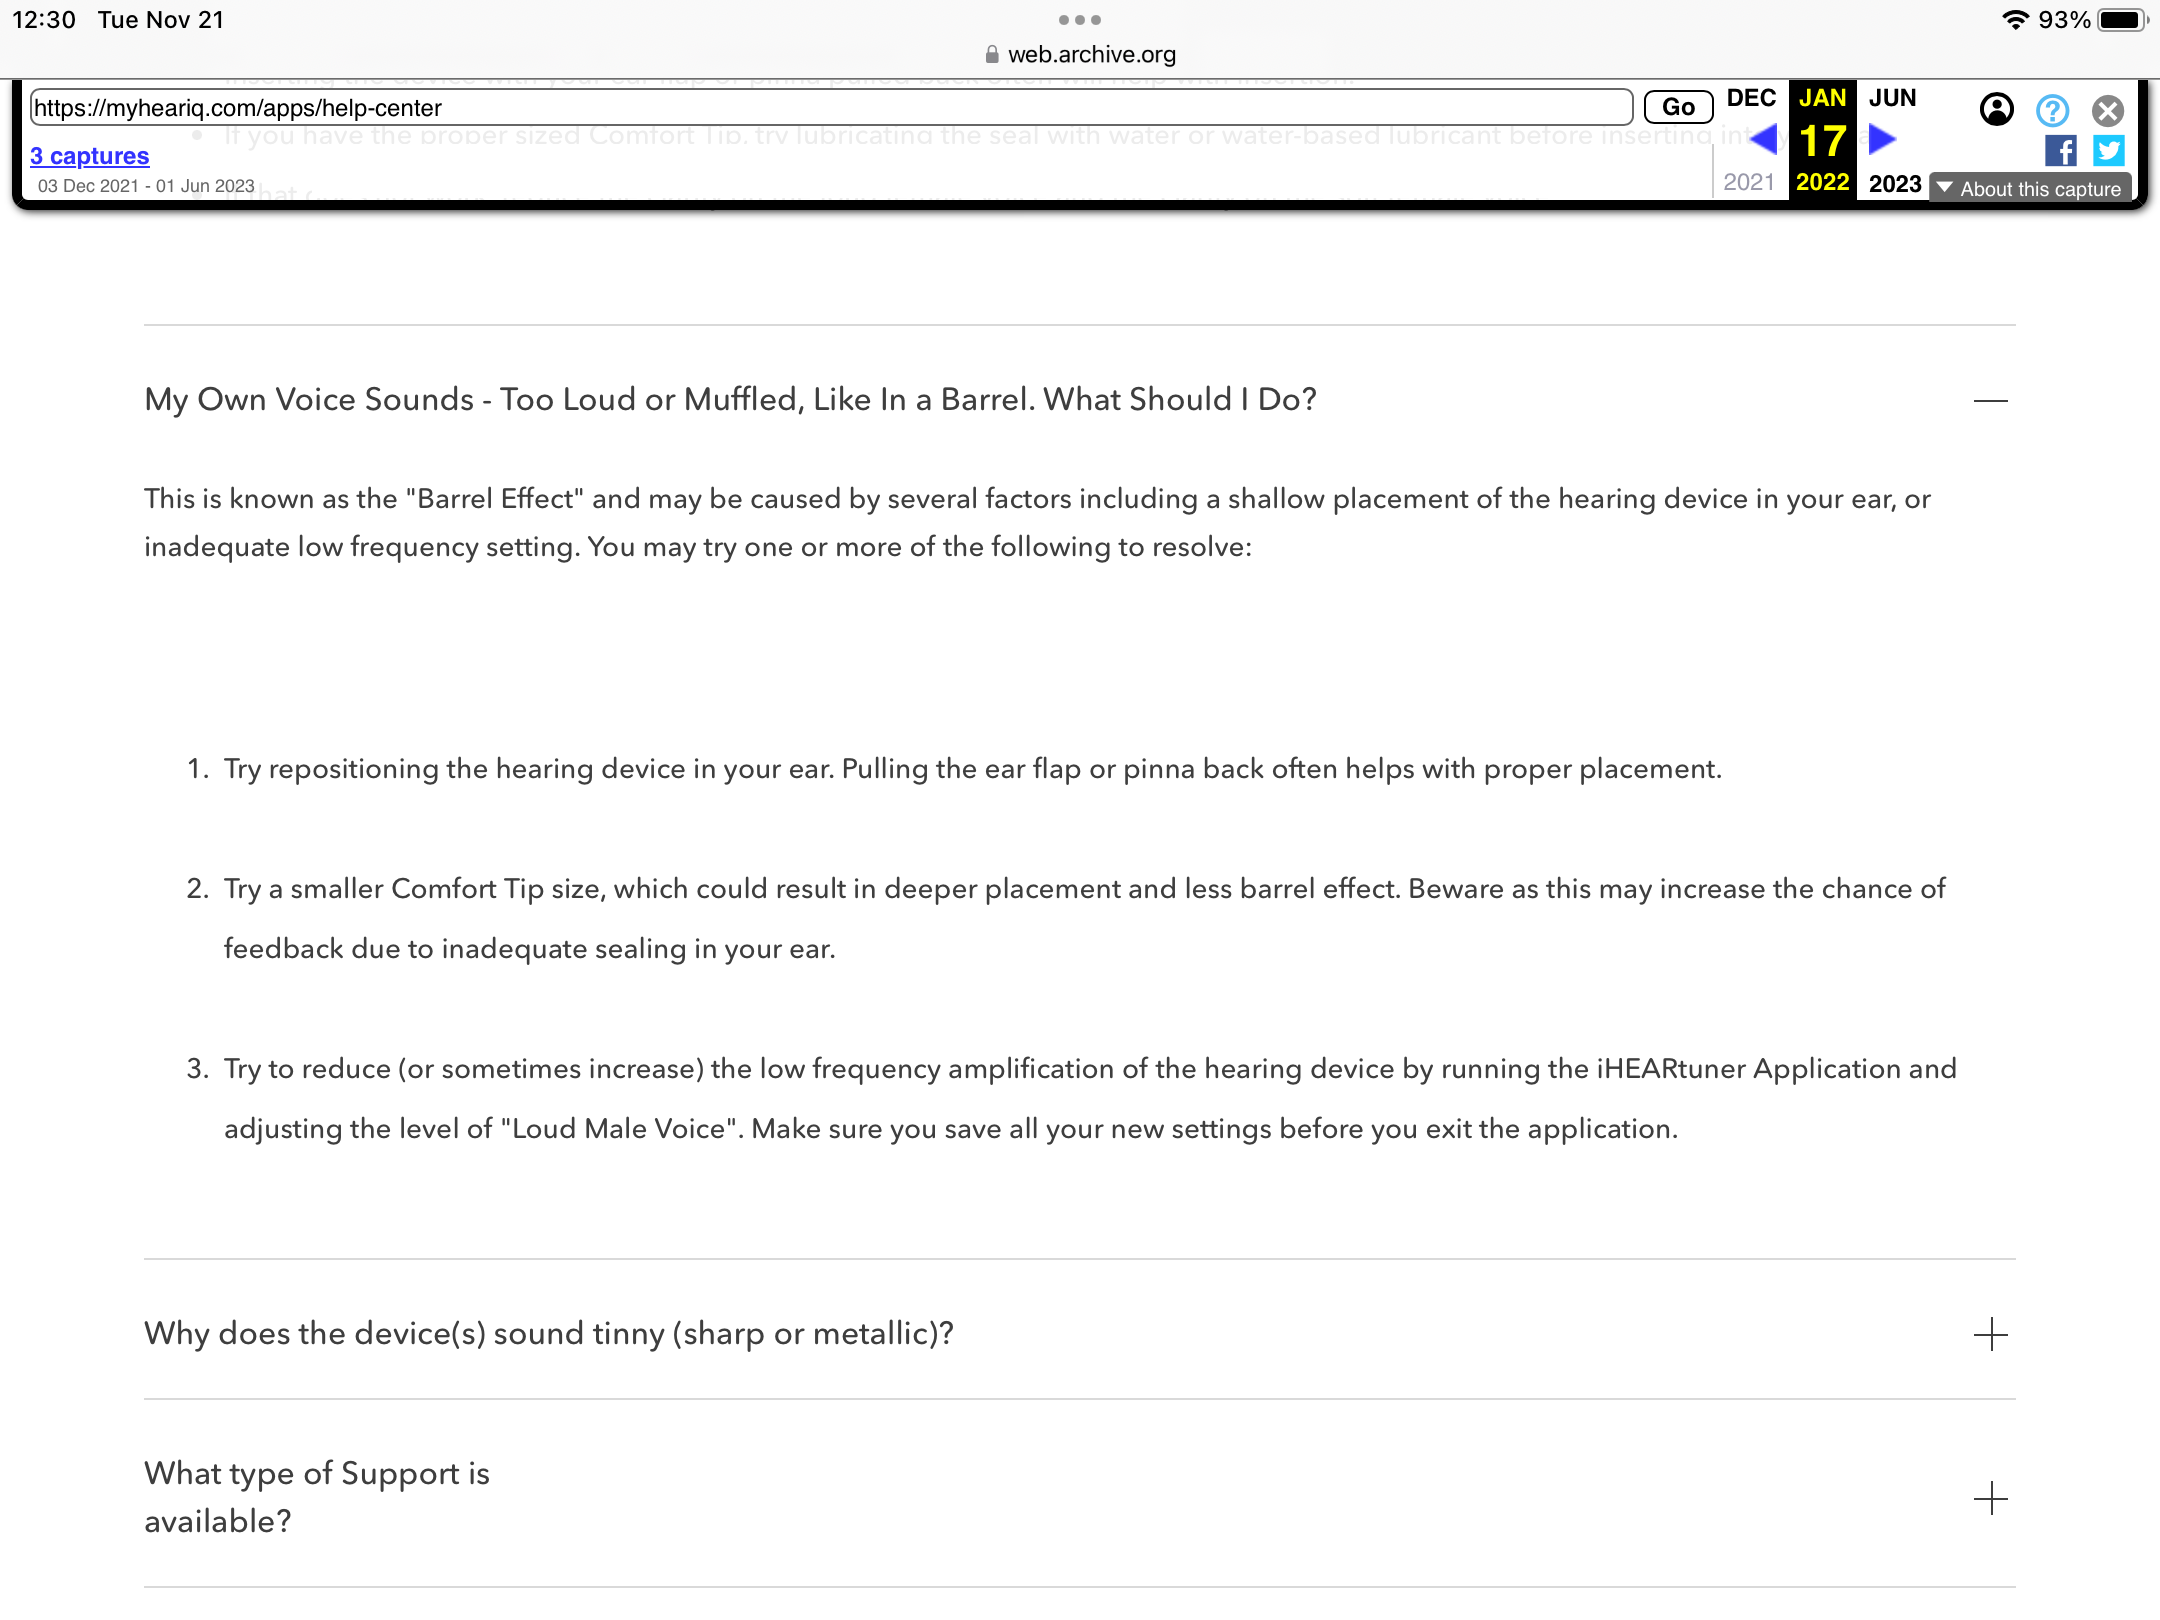 12:30 Tue Nov 21
93%
web.archive.org
https://myheariq.com/apps/help-center
Go
DEC JAN JUN
17
3 captures
03 Dec 2021 - 01 Jun 2023
2021 2022 2023
About this capture
If you have the proper sized Comfort Tip, try lubricating the seal with water or water-based lubricant before inserting
My Own Voice Sounds - Too Loud or Muffled, Like In a Barrel. What Should I Do?
This is known as the "Barrel Effect" and may be caused by several factors including a shallow placement of the hearing device in your ear, or
inadequate low frequency setting. You may try one or more of the following to resolve:
1. Try repositioning the hearing device in your ear. Pulling the ear flap or pinna back often helps with proper placement.
2. Try a smaller Comfort Tip size, which could result in deeper placement and less barrel effect. Beware as this may increase the chance of
feedback due to inadequate sealing in your ear.
3. Try to reduce (or sometimes increase) the low frequency amplification of the hearing device by running the iHEARtuner Application and
adjusting the level of "Loud Male Voice". Make sure you save all your new settings before you exit the application.
Why does the device(s) sound tinny (sharp or metallic)?
What type of Support is
available?